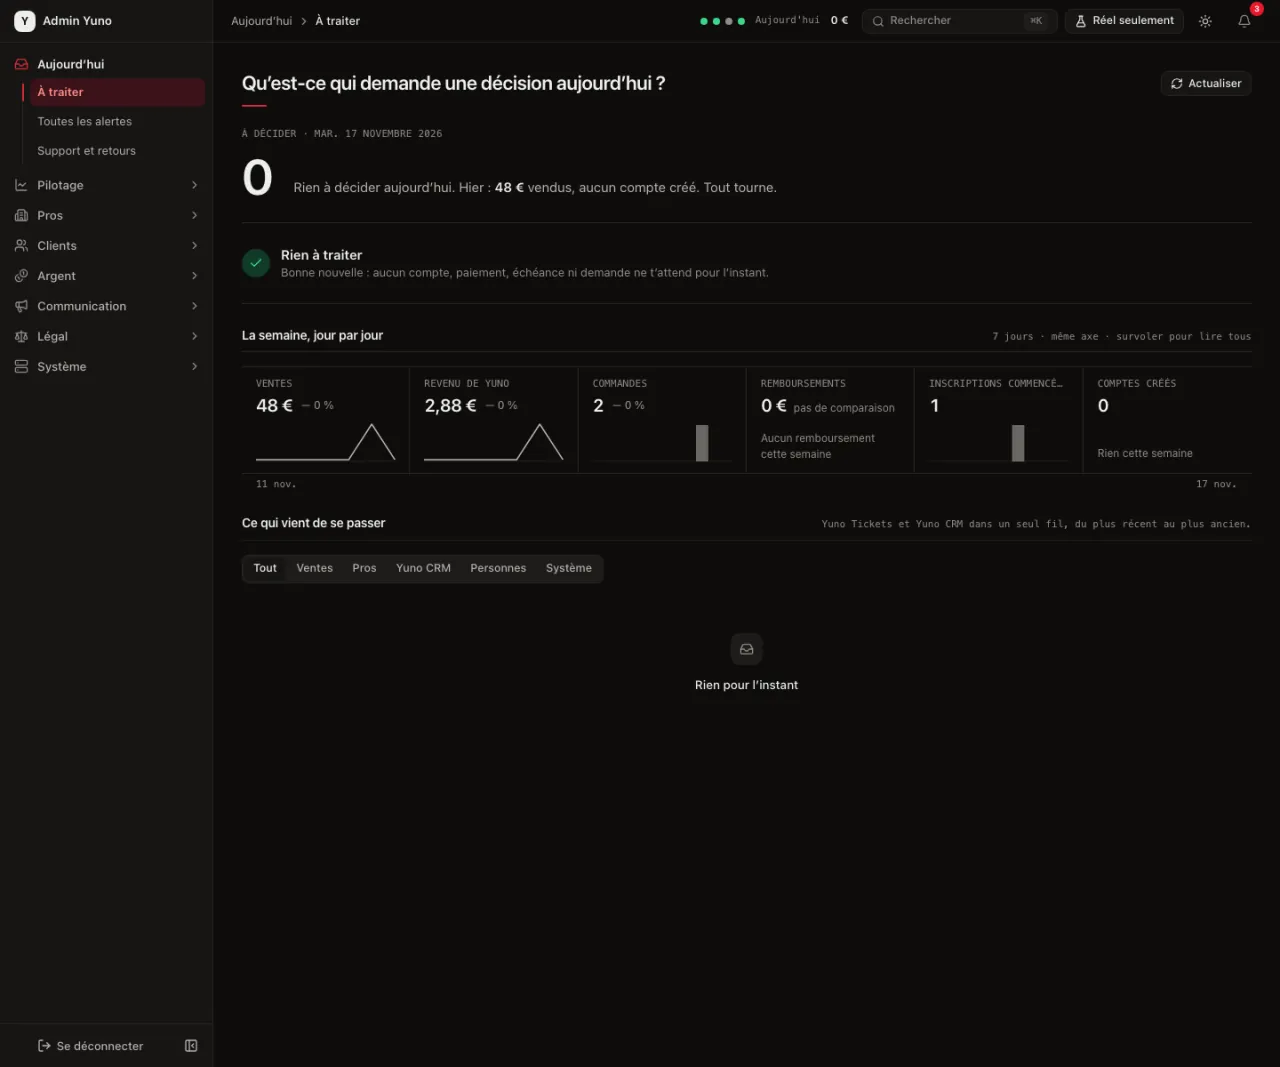 Y Admin Yuno
Aujourd'hui > À traiter
Aujourd'hui 0 €
Rechercher ⌘K
Réel seulement
3
Aujourd'hui
À traiter
Toutes les alertes
Support et retours
Pilotage
Pros
Clients
Argent
Communication
Légal
Système
Se déconnecter
Qu'est-ce qui demande une décision aujourd'hui ?
Actualiser
À DÉCIDER · MAR. 17 NOVEMBRE 2026
0 Rien à décider aujourd'hui. Hier : 48 € vendus, aucun compte créé. Tout tourne.
Rien à traiter
Bonne nouvelle : aucun compte, paiement, échéance ni demande ne t'attend pour l'instant.
La semaine, jour par jour
7 jours · même axe · survoler pour lire tous
VENTES
48 € — 0 %
REVENU DE YUNO
2,88 € — 0 %
COMMANDES
2 — 0 %
REMBOURSEMENTS
0 € pas de comparaison
Aucun remboursement
cette semaine
INSCRIPTIONS COMMENCÉ…
1
COMPTES CRÉÉS
0
Rien cette semaine
11 nov.
17 nov.
Ce qui vient de se passer
Yuno Tickets et Yuno CRM dans un seul fil, du plus récent au plus ancien.
Tout Ventes Pros Yuno CRM Personnes Système
Rien pour l'instant